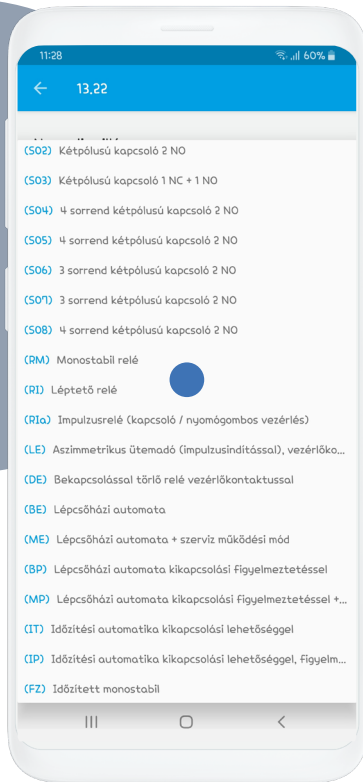 11:28 60%
13.22
(S02) Kétpólusú kapcsoló 2 NO
(S03) Kétpólusú kapcsoló 1 NC + 1 NO
(S04) 4 sorrend kétpólusú kapcsoló 2 NO
(S05) 4 sorrend kétpólusú kapcsoló 2 NO
(S06) 3 sorrend kétpólusú kapcsoló 2 NO
(S07) 3 sorrend kétpólusú kapcsoló 2 NO
(S08) 4 sorrend kétpólusú kapcsoló 2 NO
(RM) Monostabil relé
(RI) Léptető relé
(RIa) Impulzusrelé (kapcsoló / nyomógombos vezérlés)
(LE) Aszimmetrikus ütemadó (impulzusindítással), vezérlőko...
(DE) Bekapcsolással törlő relé vezérlőkontaktussal
(BE) Lépcsőházi automata
(ME) Lépcsőházi automata + szerviz működési mód
(BP) Lépcsőházi automata kikapcsolási figyelmeztetéssel
(MP) Lépcsőházi automata kikapcsolási figyelmeztetéssel +...
(IT) Időzítési automatika kikapcsolási lehetőséggel
(IP) Időzítési automatika kikapcsolási lehetőséggel, figyelm...
(FZ) Időzített monostabil